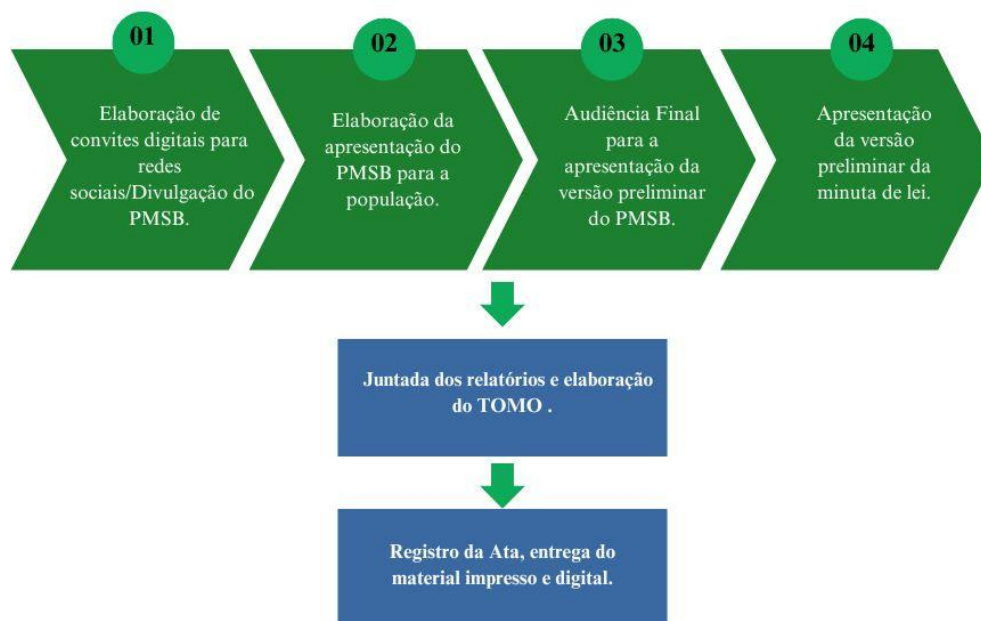 01
Elaboração de
convites digitais para
redes
sociais/Divulgação do
PMSB.
02
Elaboração da
apresentação do
PMSB para a
população.
03
Audiência Final
para a
apresentação da
versão preliminar
do PMSB.
04
Apresentação
da versão
preliminar da
minuta de lei.
Juntada dos relatórios e elaboração
do TOMO .
Registro da Ata, entrega do
material impresso e digital.